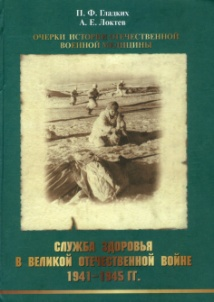 П. Ф. Гладких
А. Е. Локтев
ОЧЕРКИ ИСТОРИИ ОТЕЧЕСТВЕННОЙ
ВОЕННОЙ МЕДИЦИНЫ
СЛУЖБА ЗДОРОВЬЯ
В ВЕЛИКОЙ ОТЕЧЕСТВЕННОЙ ВОЙНЕ
1941–1945 ГГ.